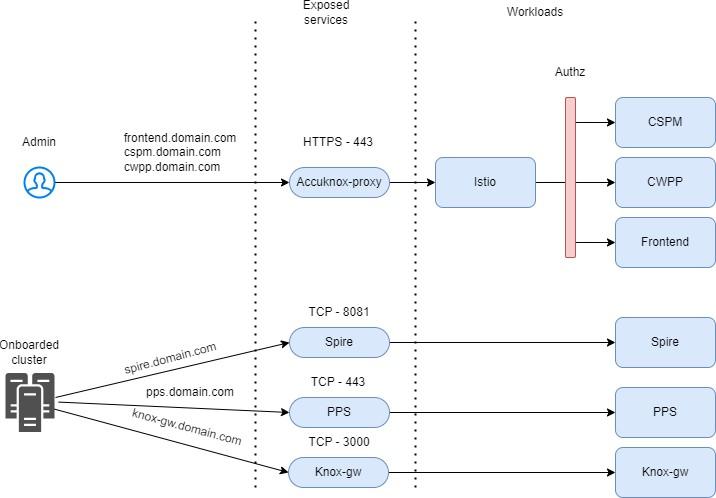 Exposed
services
Workloads
Authz
Admin
frontend.domain.com
cspm.domain.com
cwpp.domain.com
HTTPS - 443
Accuknox-proxy
Istio
CSPM
CWPP
Frontend
Onboarded
cluster
spire.domain.com
pps.domain.com
knox-gw.domain.com
TCP - 8081
Spire
Spire
TCP - 443
PPS
PPS
TCP - 3000
Knox-gw
Knox-gw